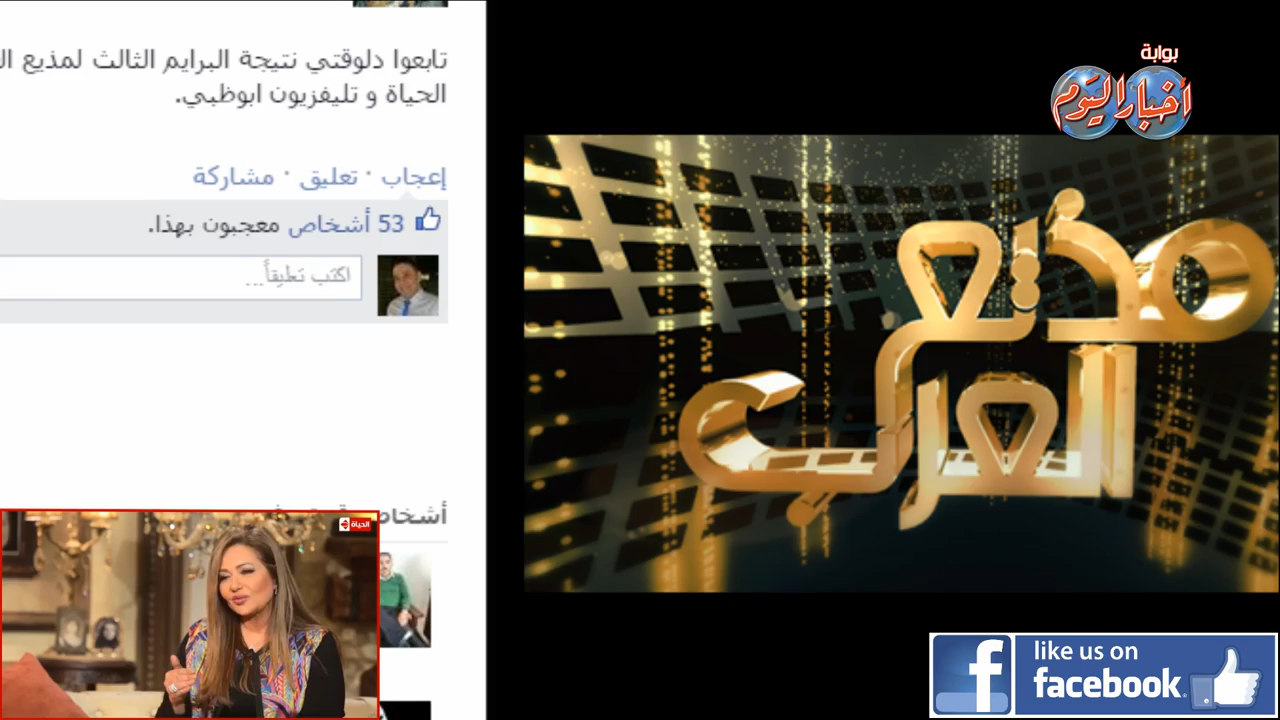 تابعوا دلوقتي نتيجة البرايم الثالث لمذيع
الحياة و تليفزيون ابوظبي.
إعجاب · تعليق · مشاركة
53 أشخاص معجبون بهذا.
اكتب تعليقاً...
بوابة
أخبار اليوم
مذيع
العرب
الحياة
like us on
facebook